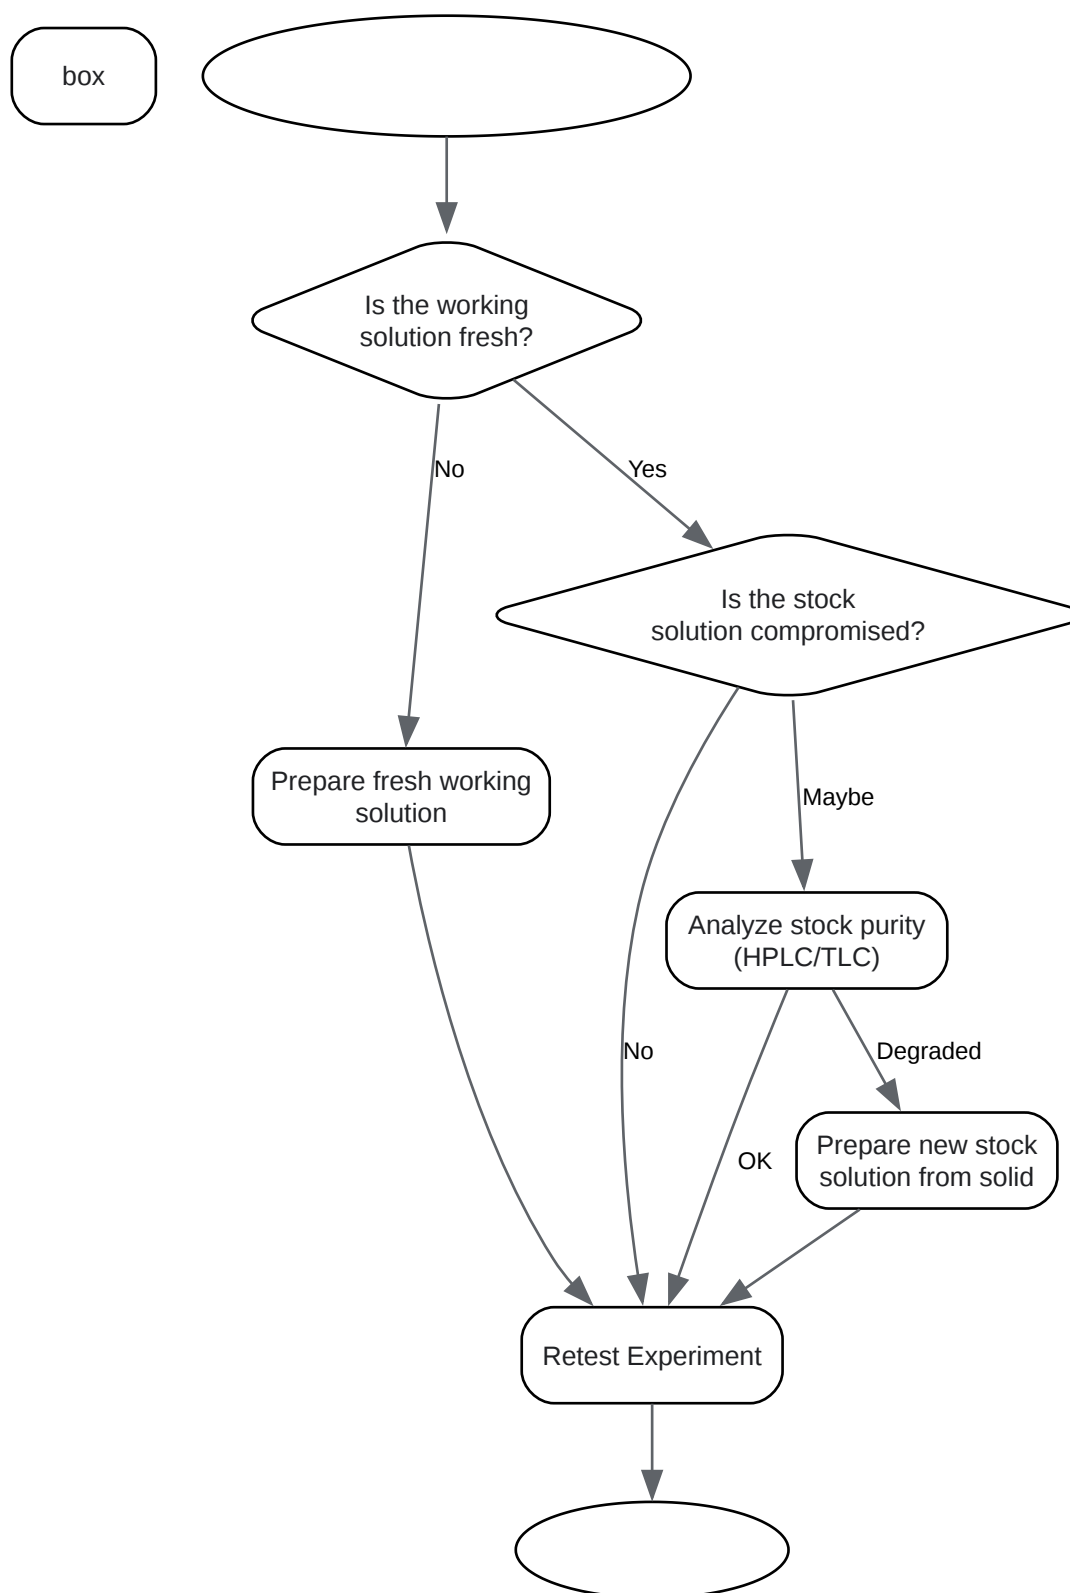 box
Is the working
solution fresh?
No
Yes
Is the stock
solution compromised?
Prepare fresh working
solution
Maybe
Analyze stock purity
(HPLC/TLC)
No
Degraded
OK
Prepare new stock
solution from solid
Retest Experiment